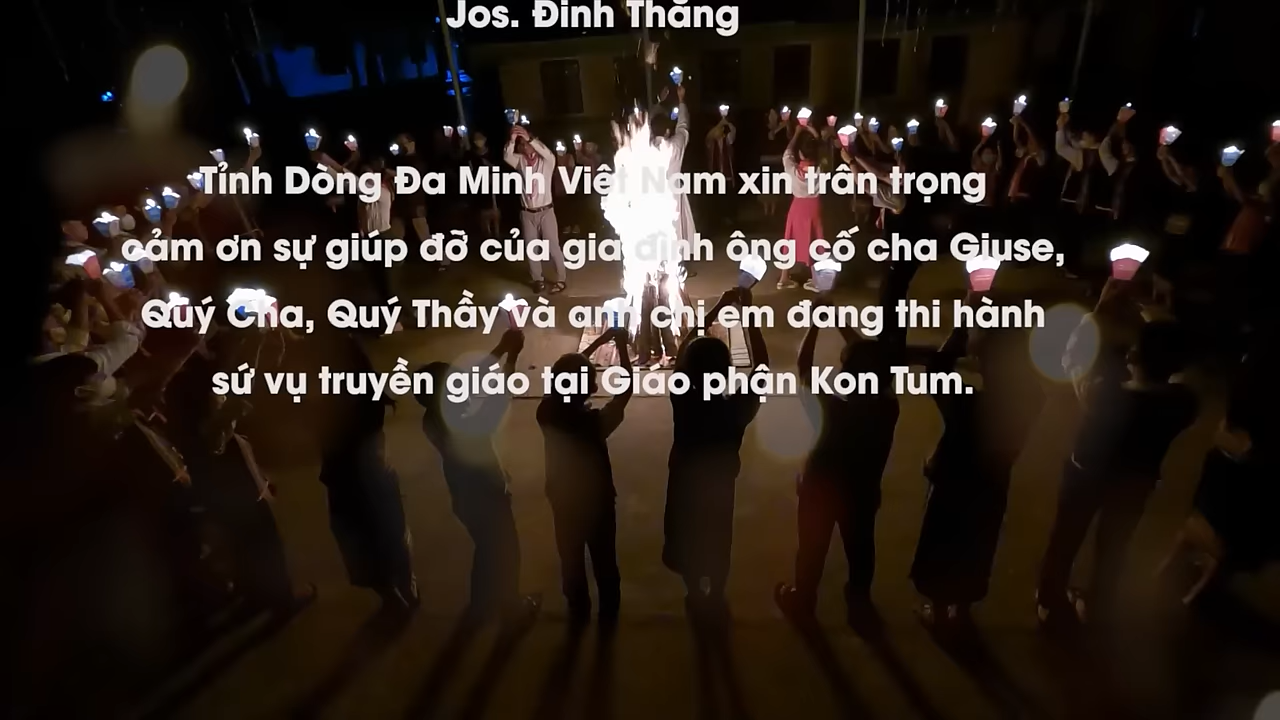 Jos. Đinh Thắng
Tỉnh Dòng Đa Minh Việt Nam xin trân trọng
cảm ơn sự giúp đỡ của gia đình ông cố cha Giuse,
Quý Cha, Quý Thầy và anh chị em đang thi hành
sứ vụ truyền giáo tại Giáo phận Kon Tum.